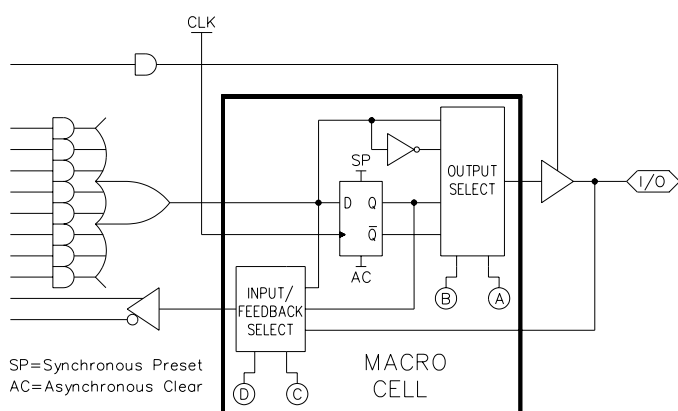 CLK
SP
OUTPUT
SELECT
D Q
Q̅
AC
I/O
B A
INPUT/
FEEDBACK
SELECT
SP=Synchronous Preset
AC=Asynchronous Clear
MACRO
CELL
D C